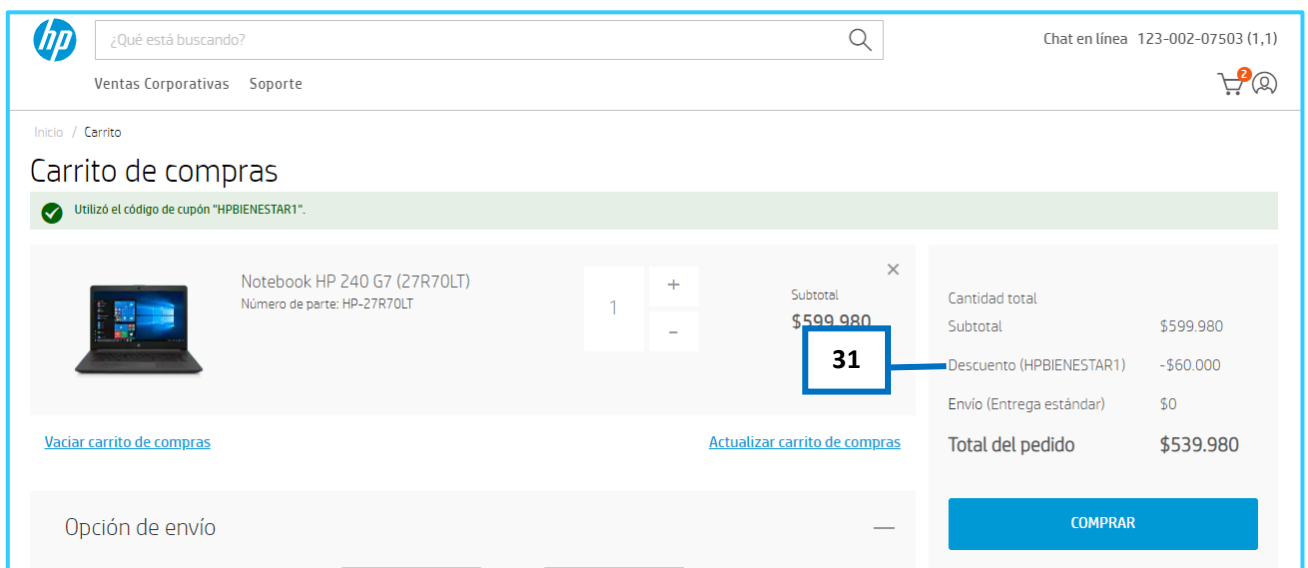 hp
¿Qué está buscando?
Chat en línea 123-002-07503 (1,1)
Ventas Corporativas Soporte
2
Inicio / Carrito
Carrito de compras
Utilizó el código de cupón "HPBIENESTAR1".
Notebook HP 240 G7 (27R70LT)
Número de parte: HP-27R70LT
1
+
-
×
Subtotal
$599.980
31
Vaciar carrito de compras
Actualizar carrito de compras
Opción de envío
Cantidad total
Subtotal $599.980
Descuento (HPBIENESTAR1) -$60.000
Envío (Entrega estándar) $0
Total del pedido $539.980
COMPRAR